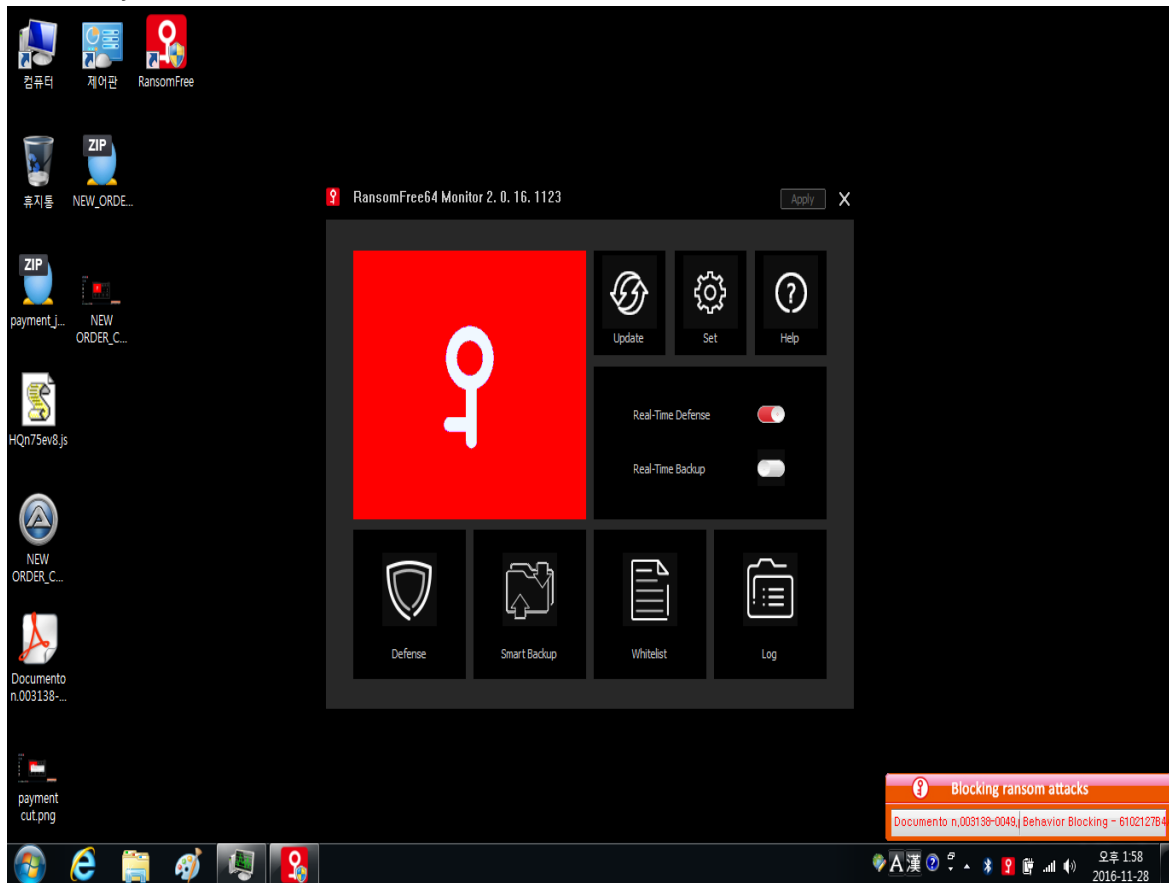 컴퓨터
제어판
RansomFree
ZIP
휴지통
NEW_ORDE...
ZIP
payment_j...
NEW
ORDER_C...
HQn75ev8.js
NEW
ORDER_C...
Documento
n.003138-...
payment
cut.png
RansomFree64 Monitor 2. 0. 16. 1123
Apply
X
Update
Set
Help
Real-Time Defense
Real-Time Backup
Defense
Smart Backup
Whitelist
Log
Blocking ransom attacks
Documento n,003138-0049,
Behavior Blocking - 6102127B4
A 漢
오후 1:58
2016-11-28